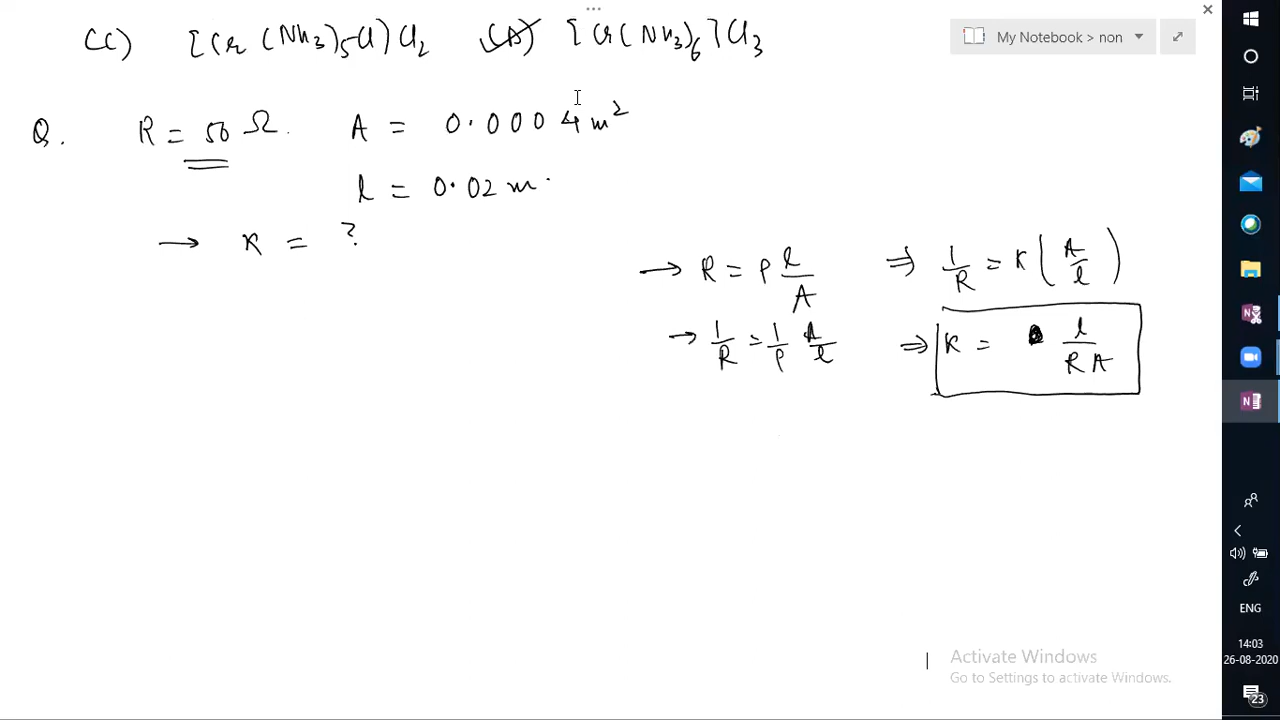 (C) [Cr(NH3)5Cl]Cl2 (D) [Cr(NH3)6]Cl3
My Notebook > non
Q. R = 50 Ω. A = 0.0004 m²
l = 0.02 m.
→ κ = ?
→ R = ρ l/A ⇒ 1/R = κ(A/l)
→ 1/R = 1/ρ A/l ⇒ κ = l/RA
Activate Windows
Go to Settings to activate Windows.
ENG
14:03
26-08-2020
23